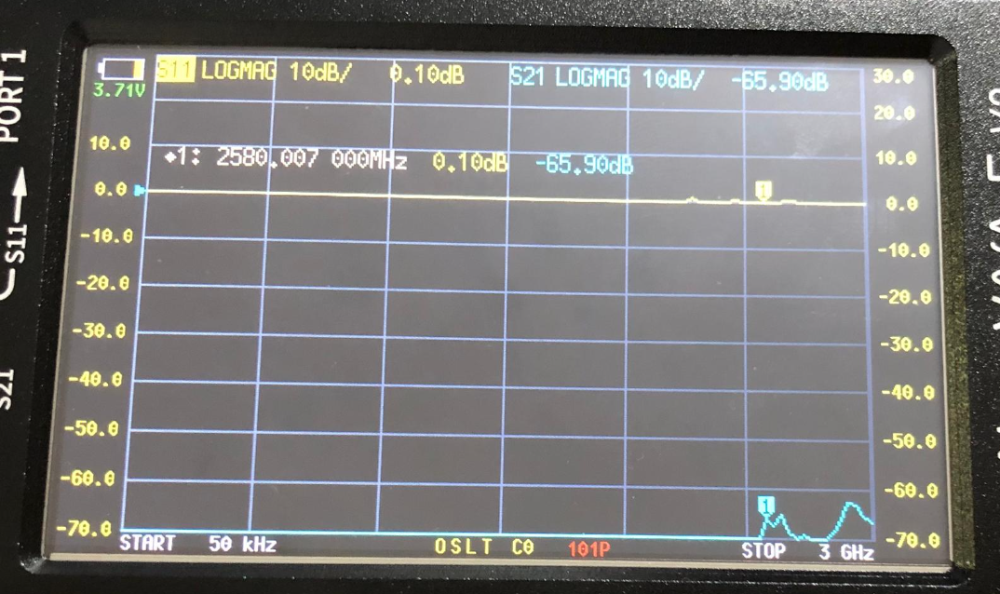 S11 LOGMAG 10dB/ 0.10dB S21 LOGMAG 10dB/ -65.90dB 30.0
3.71V
20.0
10.0 1: 2580.007 000MHz 0.10dB -65.90dB 10.0
0.0 1 0.0
-10.0 -10.0
-20.0 -20.0
-30.0 -30.0
-40.0 -40.0
-50.0 -50.0
-60.0 -60.0
1
-70.0 -70.0
START 50 kHz OSLT C0 101P STOP 3 GHz
PORT1
S11
S21